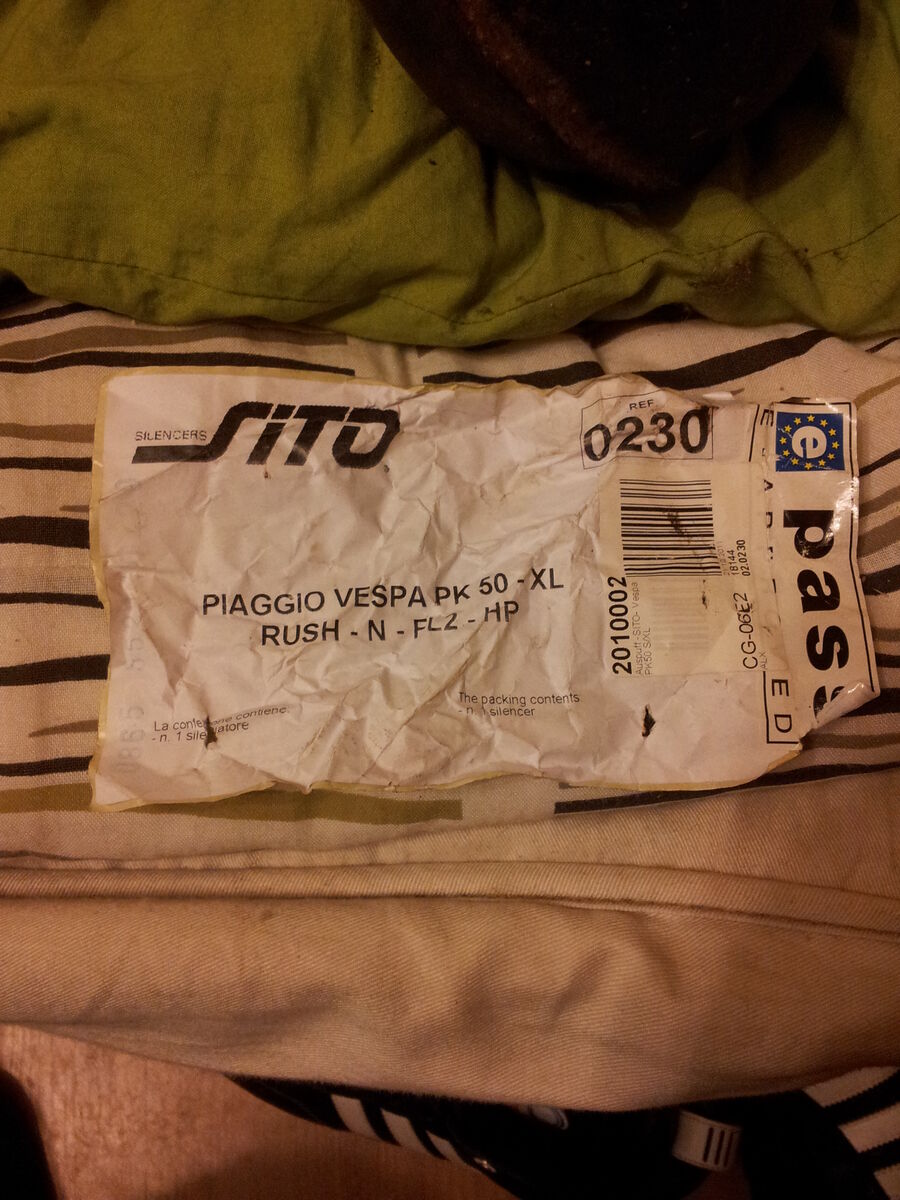 SILENCERS SITO
REF
0230
PIAGGIO VESPA PK 50 - XL
RUSH - N - FL2 - HP
La confezione contiene:
- n. 1 silenziatore
The packing contents
- n. 1 silencer
2010002
Auspuff - SITO - Vespa
PK50 S/XL
18144
02.0230
CG-06E2
ALX
e
pass
E D